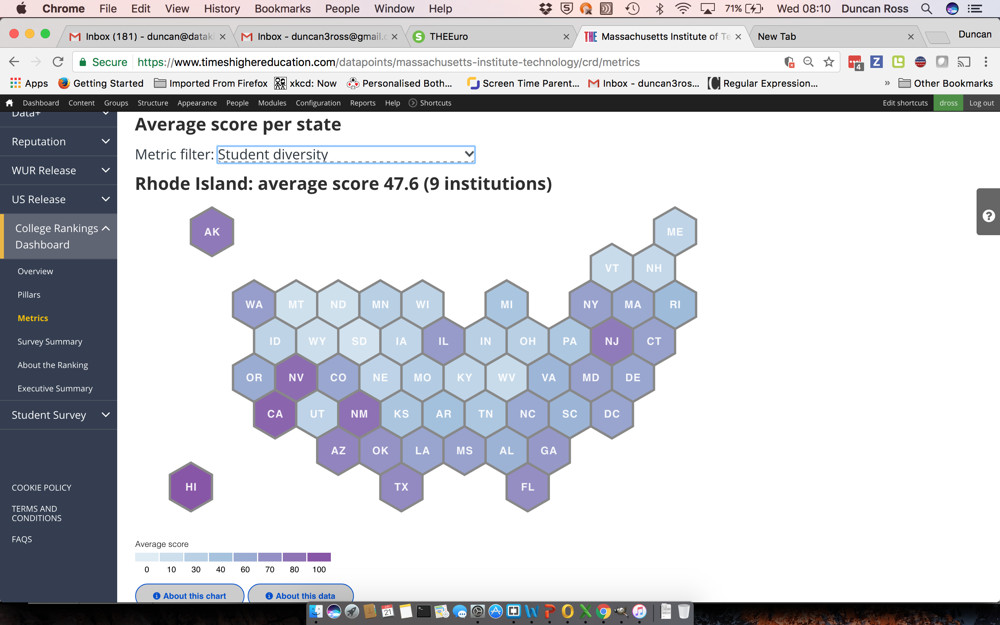 Chrome File Edit View History Bookmarks People Window Help 71% Wed 08:10 Duncan Ross
Inbox (181) - duncan@dataki Inbox - duncan3ross@gmail.c THEEuro THE Massachusetts Institute of Te New Tab Duncan
Secure https://www.timeshighereducation.com/datapoints/massachusetts-institute-technology/crd/metrics 4
Apps Getting Started Imported From Firefox xkcd: Now Personalised Both... Screen Time Parent... Inbox - duncan3ros... Regular Expression... » Other Bookmarks
Dashboard Content Groups Structure Appearance People Modules Configuration Reports Help Shortcuts Edit shortcuts dross Log out
Data+
Reputation
WUR Release
US Release
College Rankings
Dashboard
Overview
Pillars
Metrics
Survey Summary
About the Ranking
Executive Summary
Student Survey
COOKIE POLICY
TERMS AND
CONDITIONS
FAQS
Average score per state
Metric filter: Student diversity
Rhode Island: average score 47.6 (9 institutions)
AK ME
VT NH
WA MT ND MN WI MI NY MA RI
ID WY SD IA IL IN OH PA NJ CT
OR NV CO NE MO KY WV VA MD DE
CA UT NM KS AR TN NC SC DC
AZ OK LA MS AL GA
HI TX FL
Average score
0 10 30 40 60 70 80 100
About this chart About this data
?
JUN
21